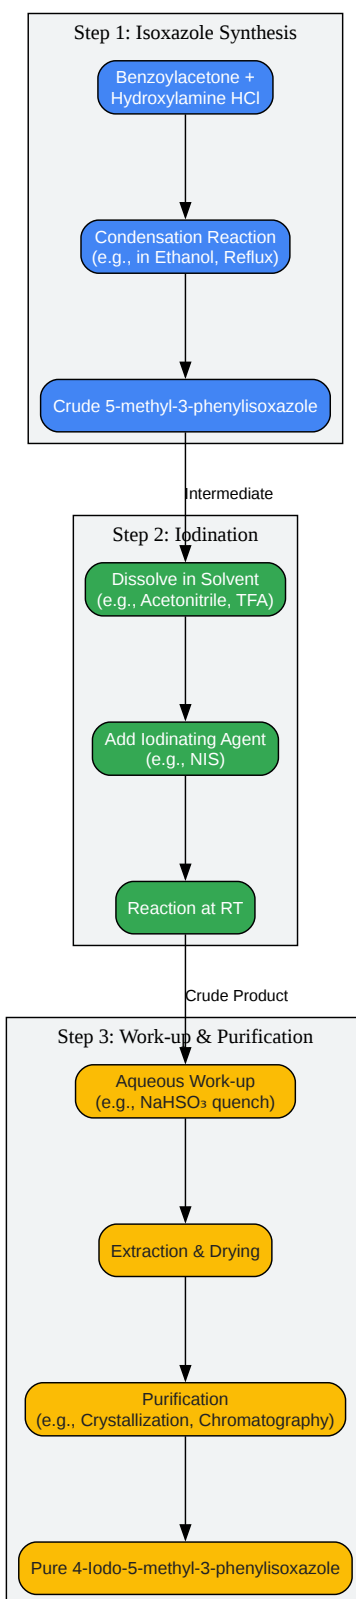 Step 1: Isoxazole Synthesis
Benzoylacetone +
Hydroxylamine HCl
Condensation Reaction
(e.g., in Ethanol, Reflux)
Crude 5-methyl-3-phenylisoxazole
Intermediate
Step 2: Iodination
Dissolve in Solvent
(e.g., Acetonitrile, TFA)
Add Iodinating Agent
(e.g., NIS)
Reaction at RT
Crude Product
Step 3: Work-up & Purification
Aqueous Work-up
(e.g., NaHSO₃ quench)
Extraction & Drying
Purification
(e.g., Crystallization, Chromatography)
Pure 4-Iodo-5-methyl-3-phenylisoxazole